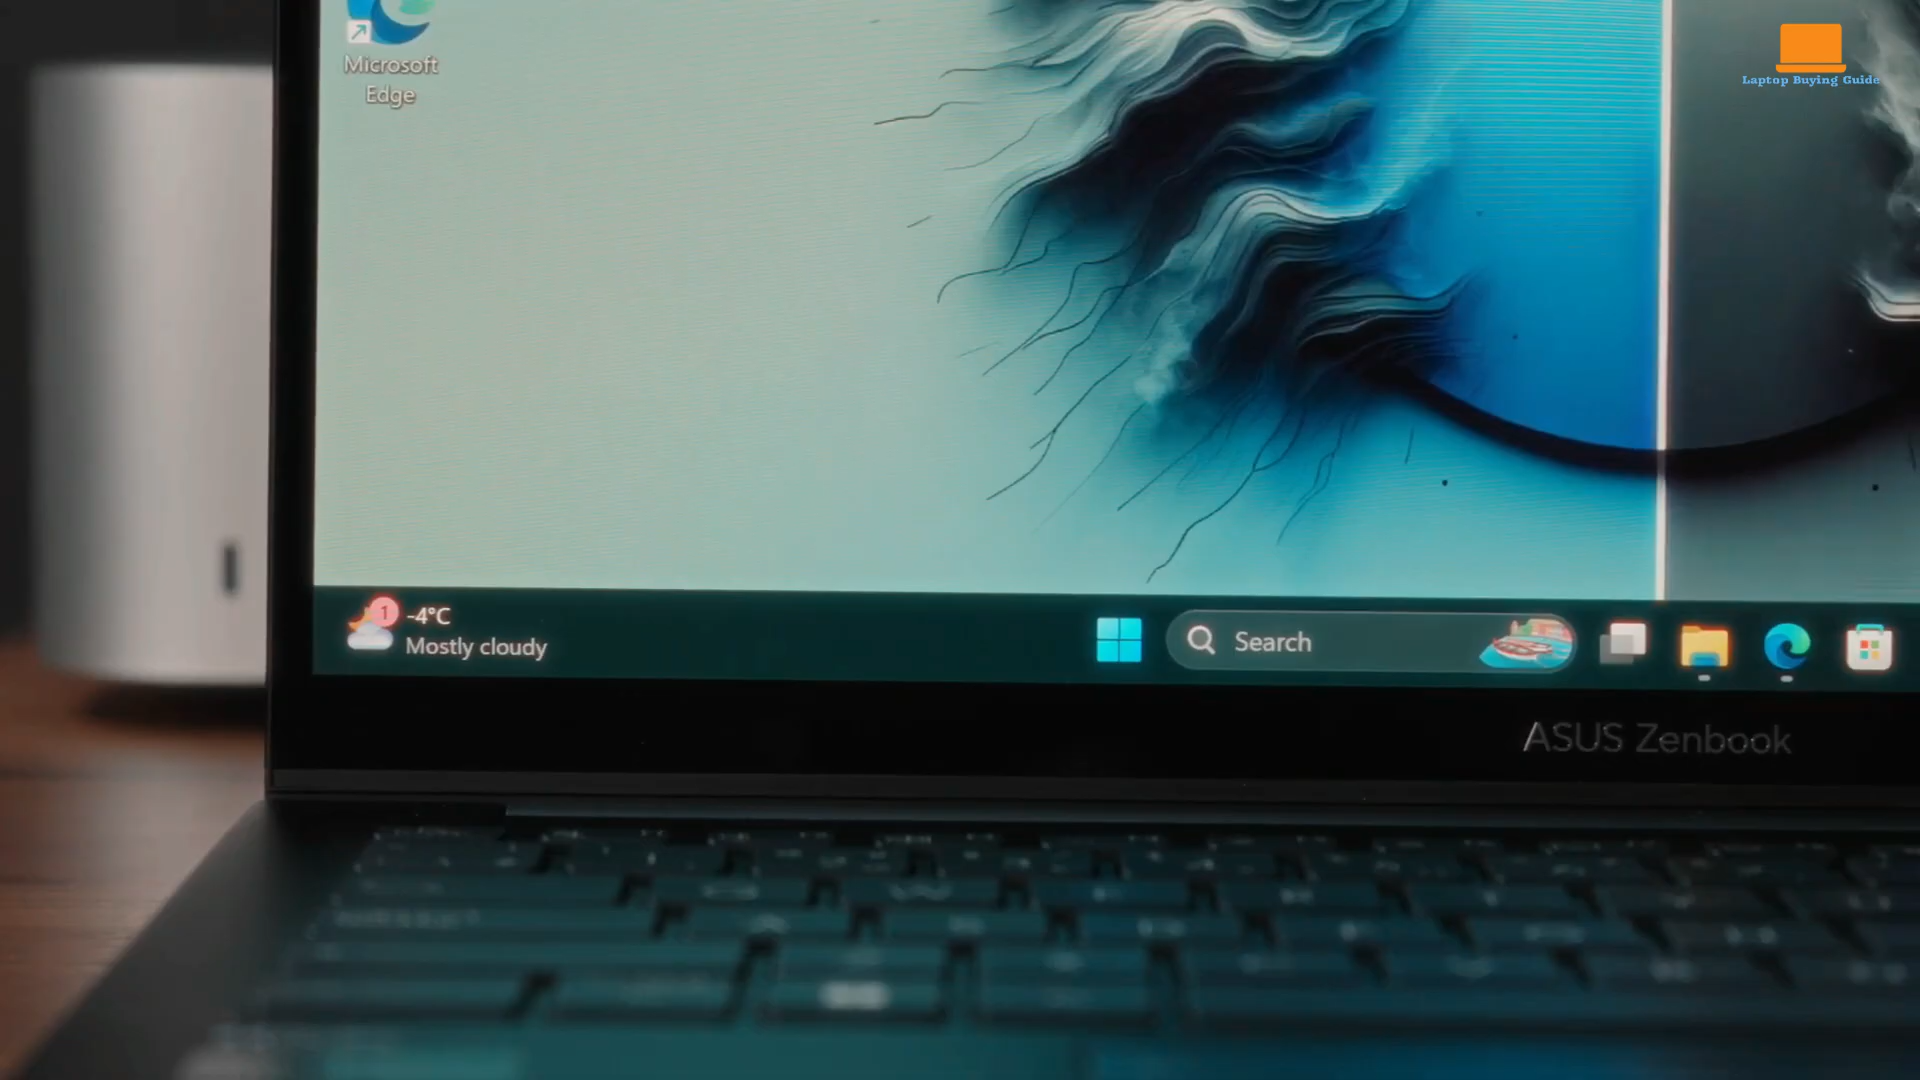 Microsoft
Edge
Laptop Buying Guide
1
-4°C
Mostly cloudy
Search
ASUS Zenbook